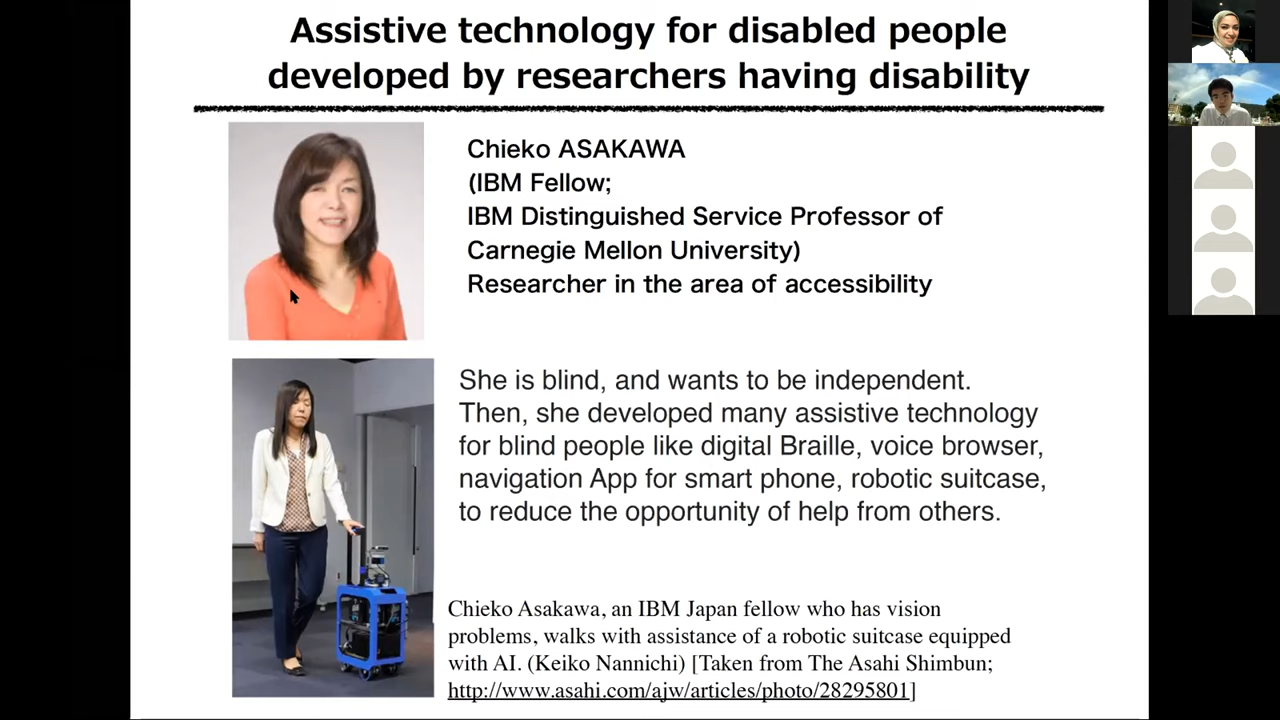 Assistive technology for disabled people
developed by researchers having disability
Chieko ASAKAWA
(IBM Fellow;
IBM Distinguished Service Professor of
Carnegie Mellon University)
Researcher in the area of accessibility
She is blind, and wants to be independent.
Then, she developed many assistive technology
for blind people like digital Braille, voice browser,
navigation App for smart phone, robotic suitcase,
to reduce the opportunity of help from others.
Chieko Asakawa, an IBM Japan fellow who has vision
problems, walks with assistance of a robotic suitcase equipped
with AI. (Keiko Nannichi) [Taken from The Asahi Shimbun;
http://www.asahi.com/ajw/articles/photo/28295801]